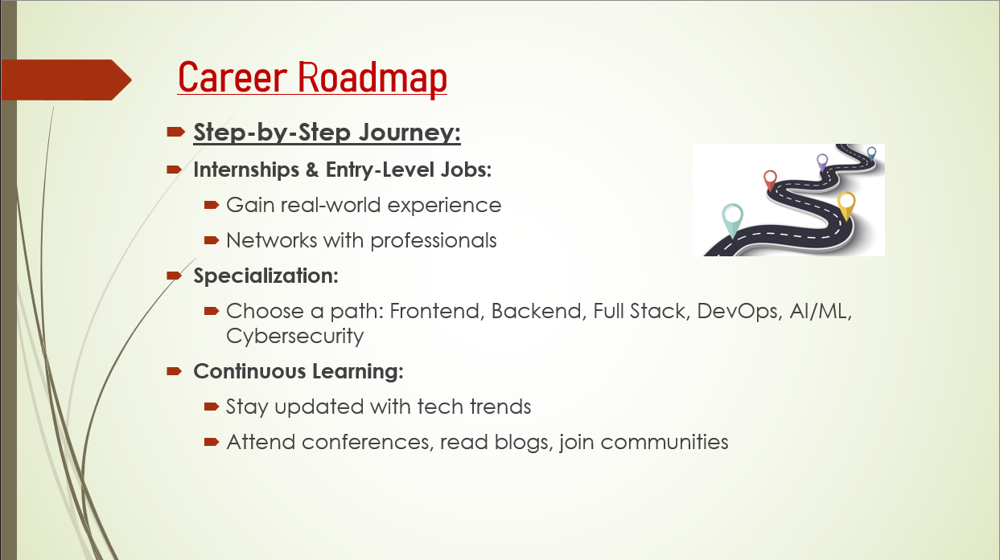 Career Roadmap
Step-by-Step Journey:
Internships & Entry-Level Jobs:
Gain real-world experience
Networks with professionals
Specialization:
Choose a path: Frontend, Backend, Full Stack, DevOps, AI/ML,
Cybersecurity
Continuous Learning:
Stay updated with tech trends
Attend conferences, read blogs, join communities